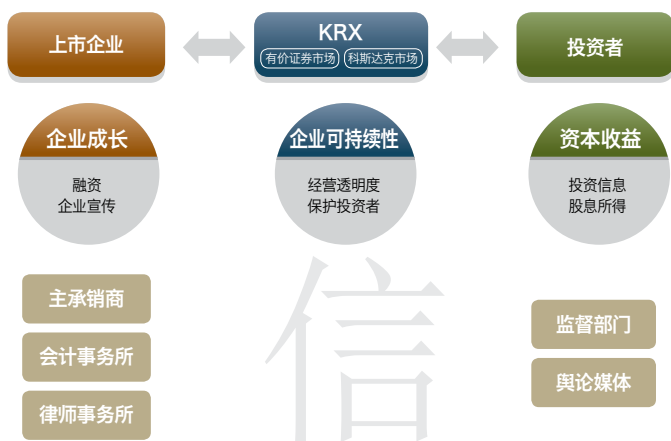 上市企业
KRX
有价证券市场 科斯达克市场
投资者
企业成长
融资
企业宣传
企业可持续性
经营透明度
保护投资者
资本收益
投资信息
股息所得
信
主承销商
会计事务所
律师事务所
监督部门
舆论媒体